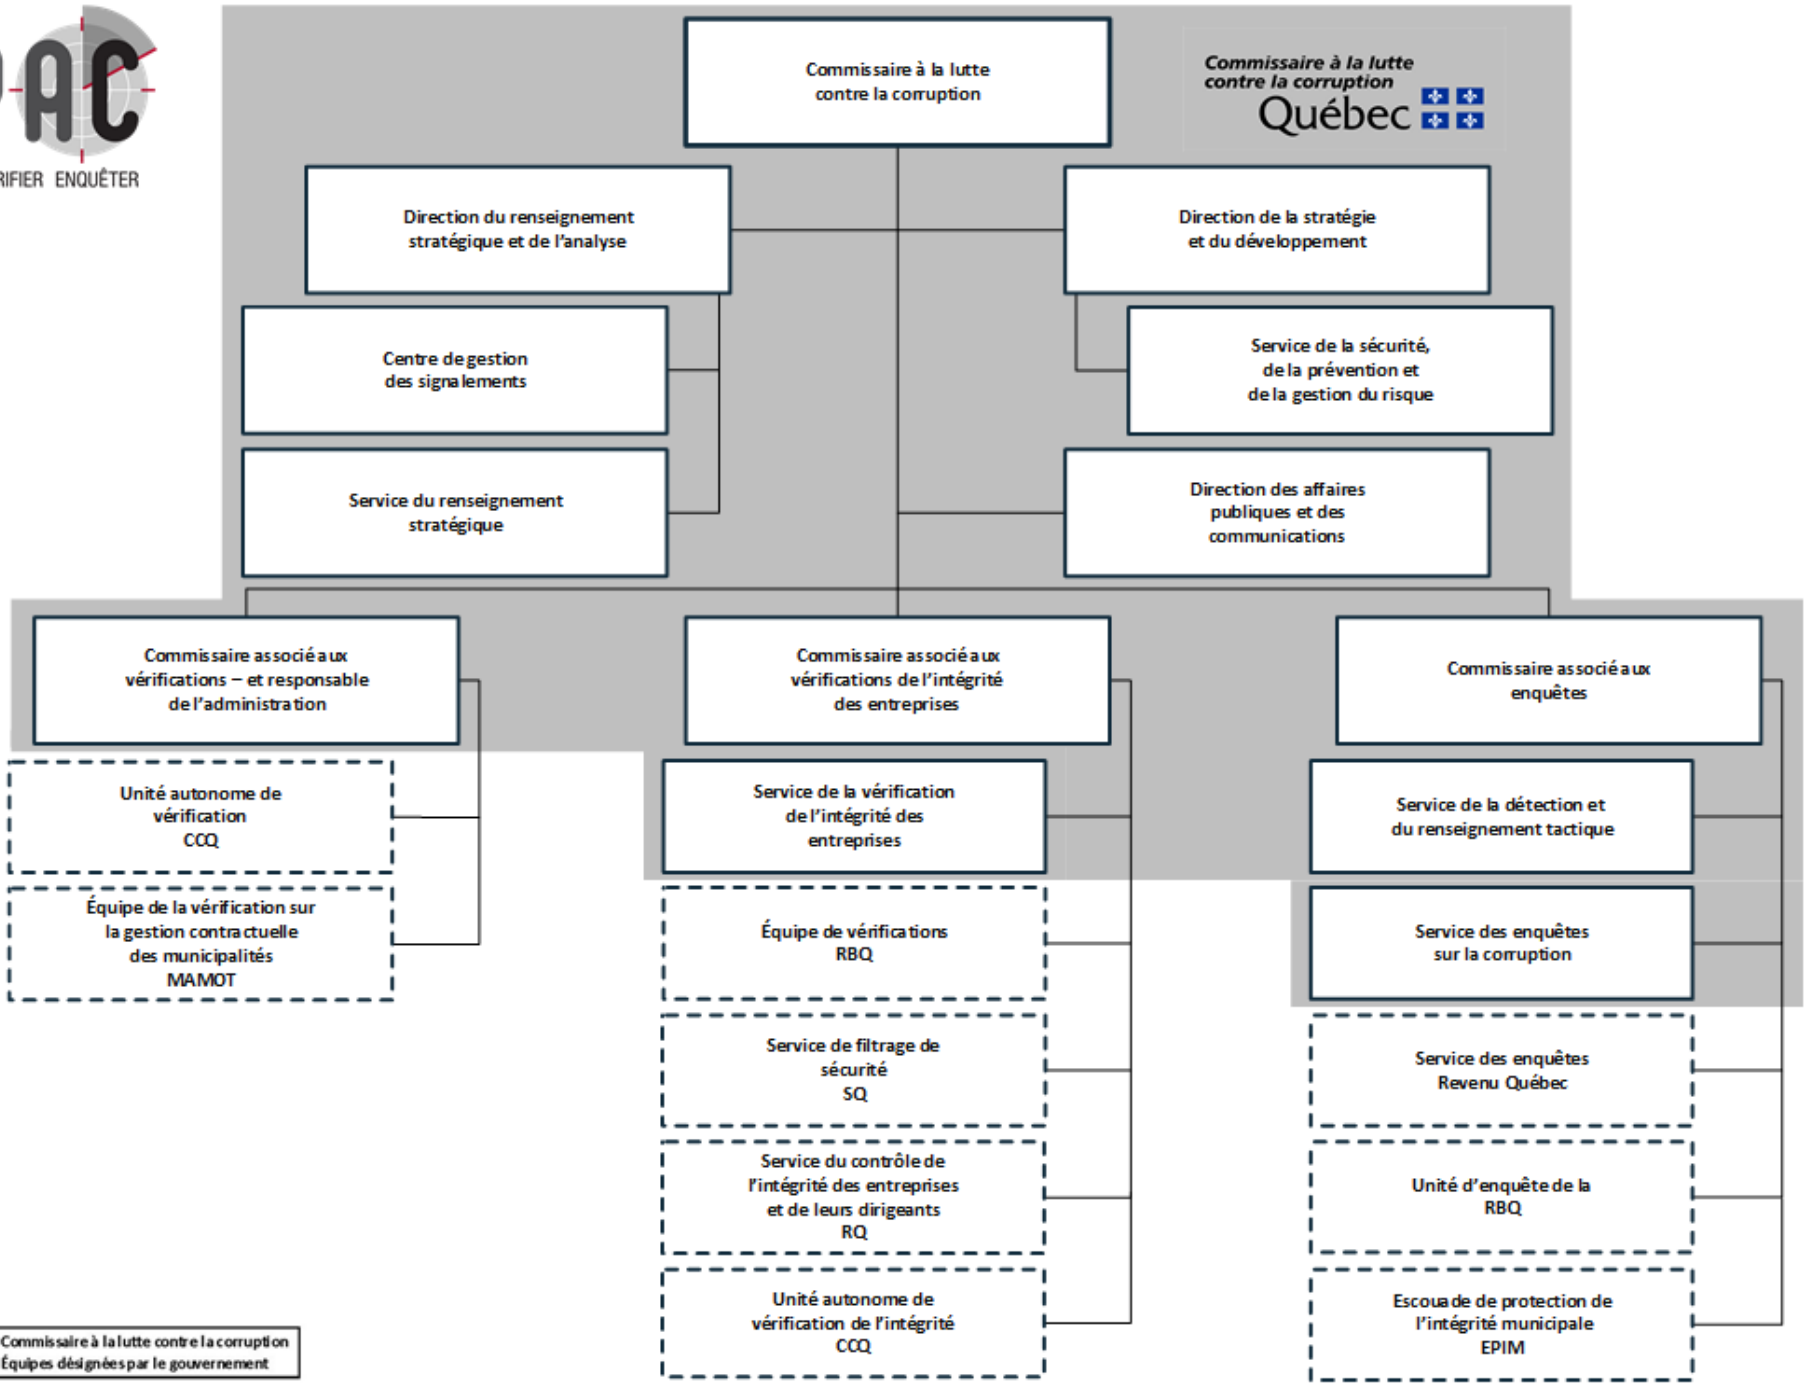 AC
ENQUÊTER
Commissaire à la lutte
contre la corruption
Commissaire à la lutte
contre la corruption
Québec
Direction du renseignement
stratégique et de l'analyse
Direction de la stratégie
et du développement
Centre de gestion
des signalements
Service de la sécurité,
de la prévention et
de la gestion du risque
Service du renseignement
stratégique
Direction des affaires
publiques et des
communications
Commissaire associé aux
vérifications – et responsable
de l'administration
Commissaire associé aux
vérifications de l'intégrité
des entreprises
Commissaire associé aux
enquêtes
Unité autonome de
vérification
CCQ
Équipe de la vérification sur
la gestion contractuelle
des municipalités
MAMOT
Service de la vérification
de l'intégrité des
entreprises
Équipe de vérifications
RBQ
Service de filtrage de
sécurité
SQ
Service du contrôle de
l'intégrité des entreprises
et de leurs dirigeants
RQ
Unité autonome de
vérification de l'intégrité
CCQ
Service de la détection et
du renseignement tactique
Service des enquêtes
sur la corruption
Service des enquêtes
Revenu Québec
Unité d'enquête de la
RBQ
Escouade de protection de
l'intégrité municipale
EPIM
Commissaire à la lutte contre la corruption
Équipes désignées par le gouvernement